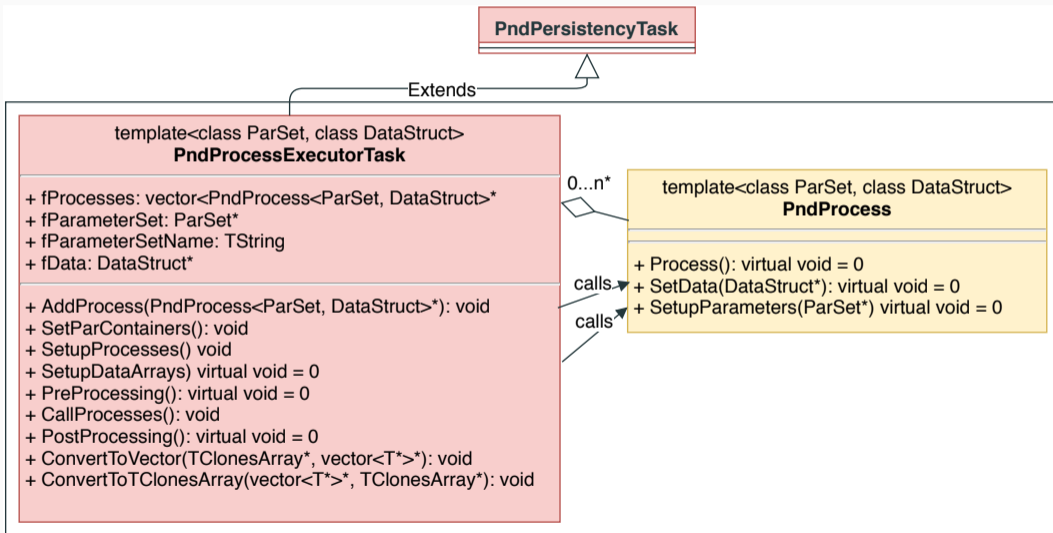 PndPersistencyTask
Extends
template<class ParSet, class DataStruct>
PndProcessExecutorTask
+ fProcesses: vector<PndProcess<ParSet, DataStruct>*
+ fParameterSet: ParSet*
+ fParameterSetName: TString
+ fData: DataStruct*
+ AddProcess(PndProcess<ParSet, DataStruct>*): void
+ SetParContainers(): void
+ SetupProcesses() void
+ SetupDataArrays) virtual void = 0
+ PreProcessing(): virtual void = 0
+ CallProcesses(): void
+ PostProcessing(): virtual void = 0
+ ConvertToVector(TClonesArray*, vector<T*>*): void
+ ConvertToTClonesArray(vector<T*>*, TClonesArray*): void
0...n*
calls
calls
template<class ParSet, class DataStruct>
PndProcess
+ Process(): virtual void = 0
+ SetData(DataStruct*): virtual void = 0
+ SetupParameters(ParSet*) virtual void = 0